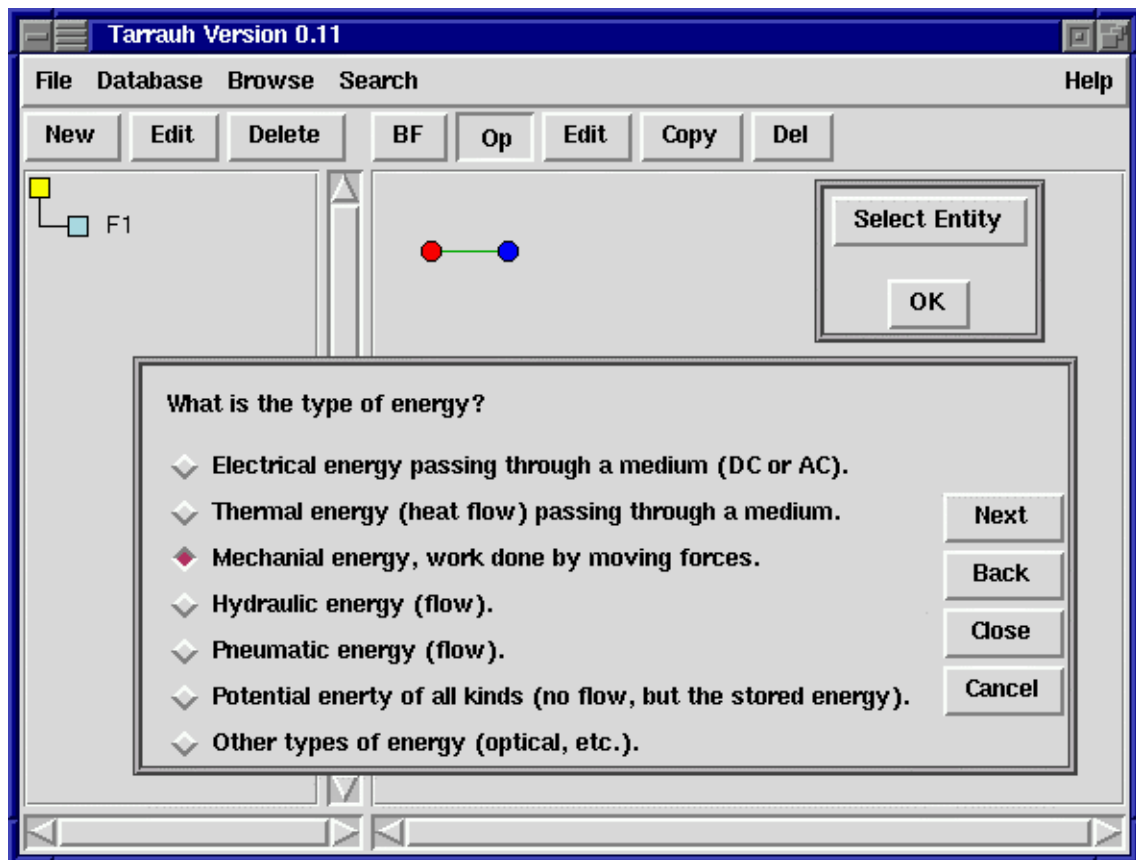 Tarrauh Version 0.11
File Database Browse Search Help
New Edit Delete BF Op Edit Copy Del
F1
Select Entity
OK
What is the type of energy?
Electrical energy passing through a medium (DC or AC).
Thermal energy (heat flow) passing through a medium.
Mechanial energy, work done by moving forces.
Hydraulic energy (flow).
Pneumatic energy (flow).
Potential enerty of all kinds (no flow, but the stored energy).
Other types of energy (optical, etc.).
Next
Back
Close
Cancel